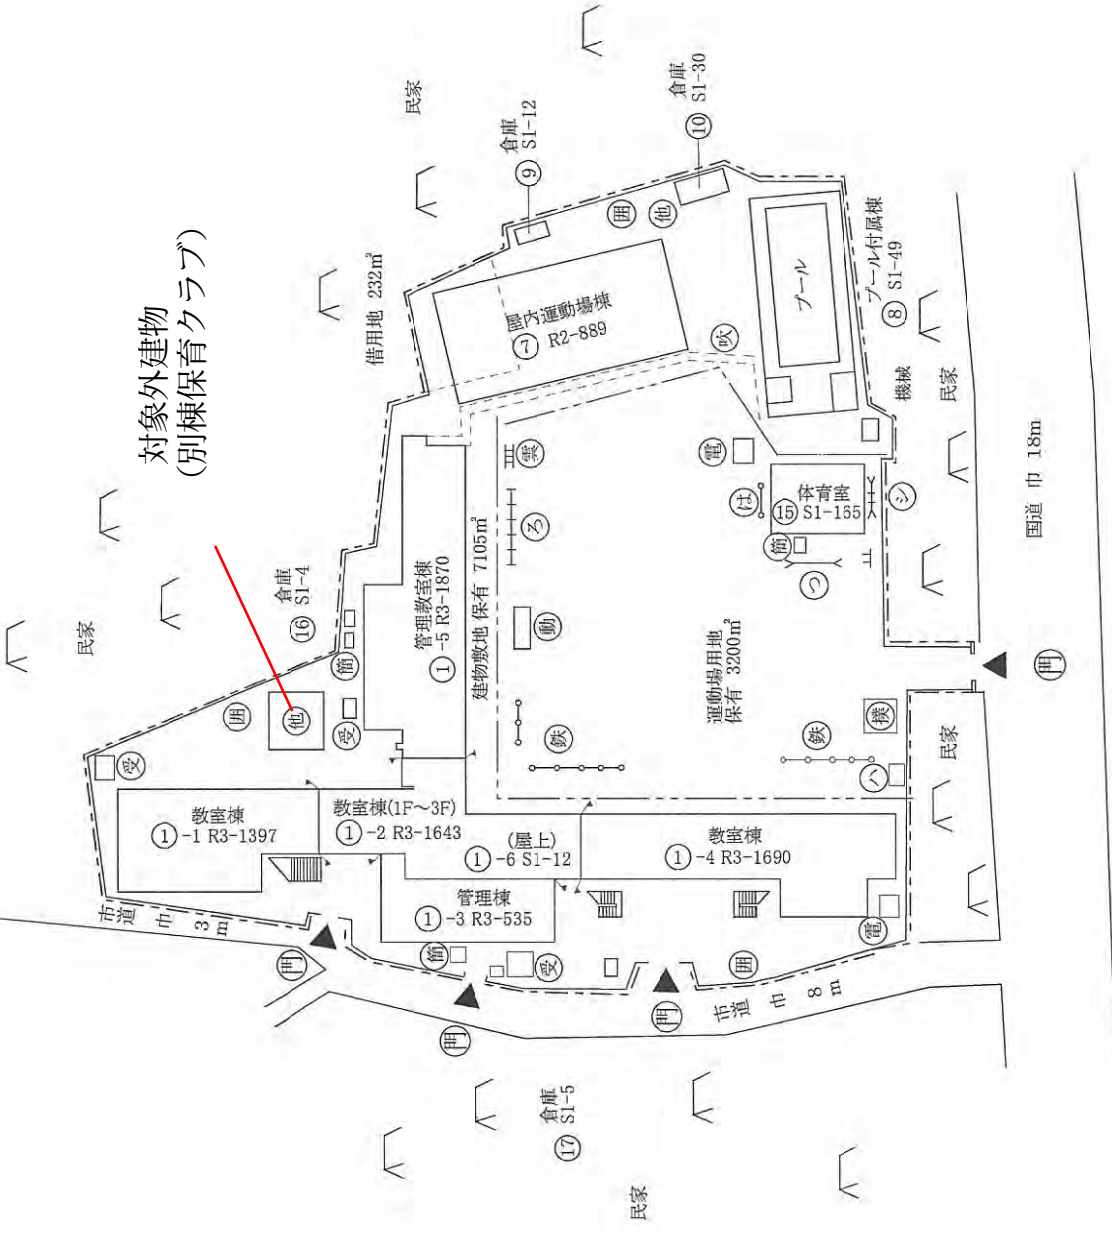 対象外建物
(別棟保育クラブ)
民家
倉庫
⑨ S1-12
倉庫
⑩ S1-30
囲
他
借用地 232㎡
屋内運動場棟
⑦ R2-889
プール
プール付属棟
⑧ S1-49
機械
民家
吹
民家
倉庫
⑯ S1-4
簡
囲
他
受
受
管理教室棟
①-5 R3-1870
建物敷地 保有 7105㎡
雲
ろ
動
鉄
電
は
体育室
⑮ S1-165
簡
つ
シ
運動場用地
保有 3200㎡
鉄
撲
ハ
民家
国道 巾 18m
門
教室棟
①-1 R3-1397
教室棟(1F～3F)
①-2 R3-1643
(屋上)
①-6 S1-12
教室棟
①-4 R3-1690
管理棟
①-3 R3-535
市道 巾 3m
門
簡
受
門
門
囲
電
市道 巾 8m
倉庫
⑰ S1-5
民家